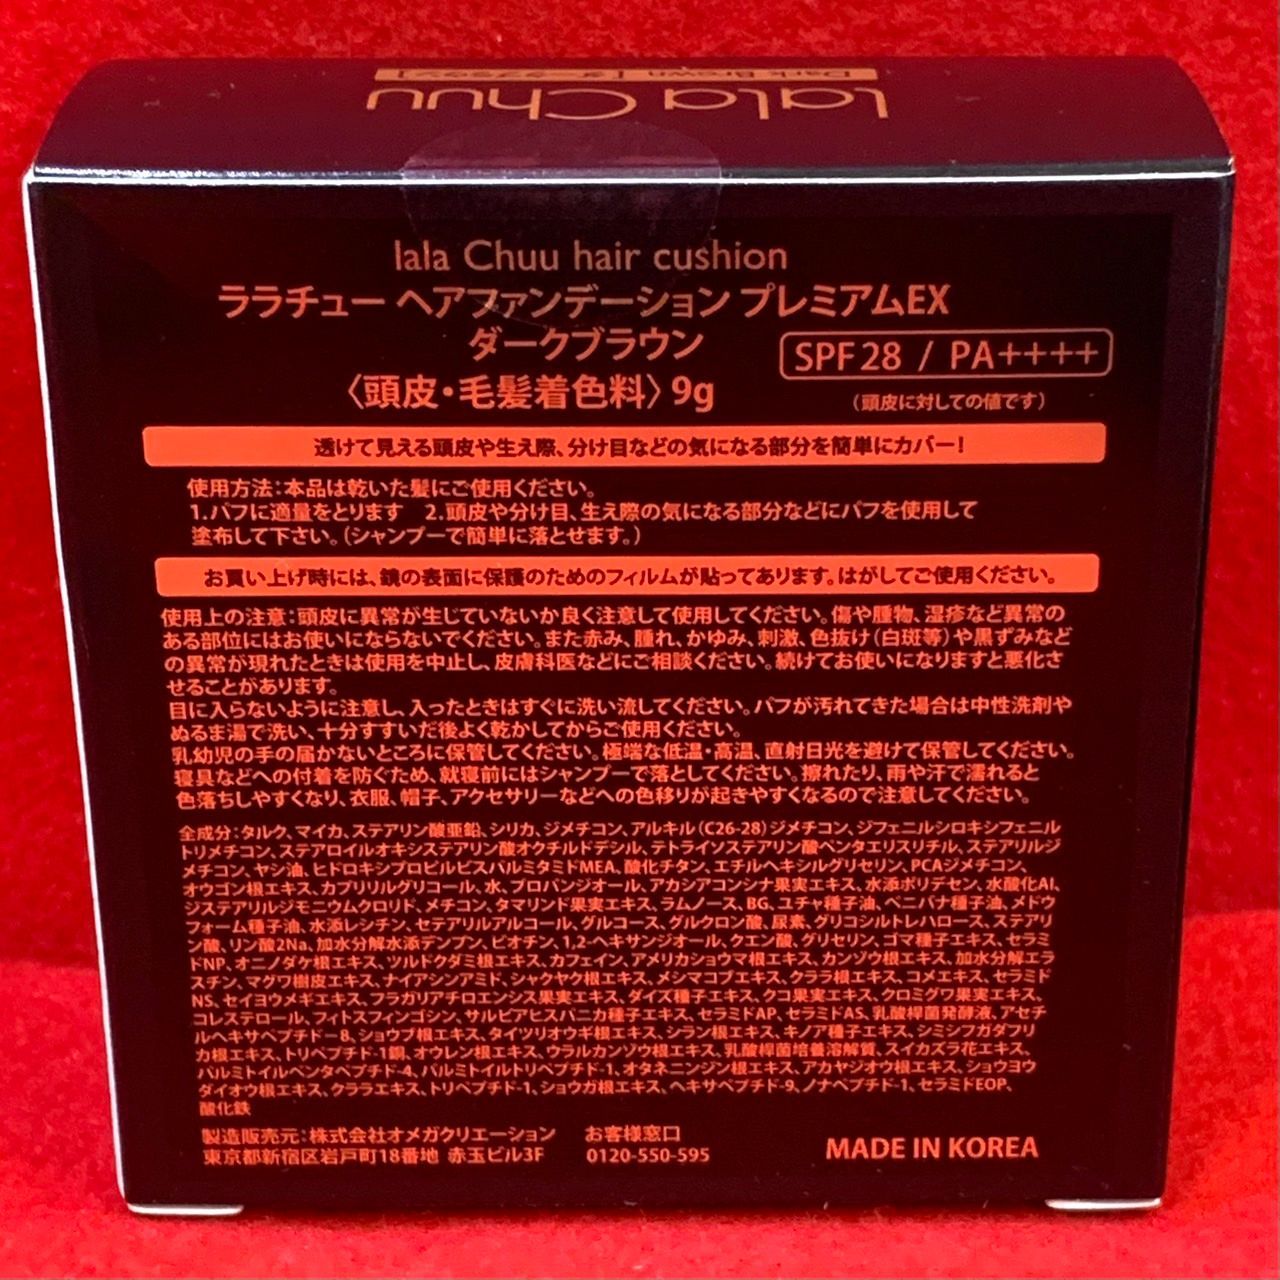 Dark Brown [ダークブラウン]
lala Chuu
lala Chuu hair cushion
ララチュー ヘアファンデーション プレミアムEX
ダークブラウン
SPF28 / PA++++
〈頭皮・毛髪着色料〉9g
(頭皮に対しての値です)
透けて見える頭皮や生え際、分け目などの気になる部分を簡単にカバー!
使用方法:本品は乾いた髪にご使用ください。
1.パフに適量をとります 2.頭皮や分け目、生え際の気になる部分などにパフを使用して
塗布して下さい。(シャンプーで簡単に落とせます。)
お買い上げ時には、鏡の表面に保護のためのフィルムが貼ってあります。はがしてご使用ください。
使用上の注意:頭皮に異常が生じていないか良く注意して使用してください。傷や腫物、湿疹など異常の
ある部位にはお使いにならないでください。また赤み、腫れ、かゆみ、刺激、色抜け(白斑等)や黒ずみなど
の異常が現れたときは使用を中止し、皮膚科医などにご相談ください。続けてお使いになりますと悪化さ
せることがあります。
目に入らないように注意し、入ったときはすぐに洗い流してください。パフが汚れてきた場合は中性洗剤や
ぬるま湯で洗い、十分すすいだ後よく乾かしてからご使用ください。
乳幼児の手の届かないところに保管してください。極端な低温・高温、直射日光を避けて保管してください。
寝具などへの付着を防ぐため、就寝前にはシャンプーで落としてください。擦れたり、雨や汗で濡れると
色落ちしやすくなり、衣服、帽子、アクセサリーなどへの色移りが起きやすくなるので注意してください。
全成分:タルク、マイカ、ステアリン酸亜鉛、シリカ、ジメチコン、アルキル(C26-28)ジメチコン、ジフェニルシロキシフェニル
トリメチコン、ステアロイルオキシステアリン酸オクチルドデシル、テトライソステアリン酸ペンタエリスリチル、ステアリルジ
メチコン、ヤシ油、ヒドロキシプロピルビスパルミタミドMEA、酸化チタン、エチルヘキシルグリセリン、PCAジメチコン、
オウゴン根エキス、カプリリルグリコール、水、プロパンジオール、アカシアコンシナ果実エキス、水添ポリデセン、水酸化Al、
ジステアリルジモニウムクロリド、メチコン、タマリンド果実エキス、ラムノース、BG、ユチャ種子油、ベニバナ種子油、メドウ
フォーム種子油、水添レシチン、セテアリルアルコール、グルコース、グルクロン酸、尿素、グリコシルトレハロース、ステアリ
ン酸、リン酸2Na、加水分解水添デンプン、ビオチン、1,2-ヘキサンジオール、クエン酸、グリセリン、ゴマ種子エキス、セラミ
ドNP、オニノダケ根エキス、ツルドクダミ根エキス、カフェイン、アメリカショウマ根エキス、カンゾウ根エキス、加水分解エラ
スチン、マグワ樹皮エキス、ナイアシンアミド、シャクヤク根エキス、メシマコブエキス、クララ根エキス、コメエキス、セラミド
NS、セイヨウメギエキス、フラガリアチロエンシス果実エキス、ダイズ種子エキス、クコ果実エキス、クロミグワ果実エキス、
コレステロール、フィトスフィンゴシン、サルビアヒスパニカ種子エキス、セラミドAP、セラミドAS、乳酸桿菌発酵液、アセチ
ルヘキサペプチド-8、ショウブ根エキス、タイツリオウギ根エキス、シラン根エキス、キノア種子エキス、シミシフガダフリ
カ根エキス、トリペプチド-1銅、オウレン根エキス、ウラルカンゾウ根エキス、乳酸桿菌培養溶解質、スイカズラ花エキス、
パルミトイルペンタペプチド-4、パルミトイルトリペプチド-1、オタネニンジン根エキス、アカヤジオウ根エキス、ショウヨウ
ダイオウ根エキス、クララエキス、トリペプチド-1、ショウガ根エキス、ヘキサペプチド-9、ノナペプチド-1、セラミドEOP、
酸化鉄
製造販売元:株式会社オメガクリエーション お客様窓口
東京都新宿区岩戸町18番地 赤玉ビル3F 0120-550-595
MADE IN KOREA